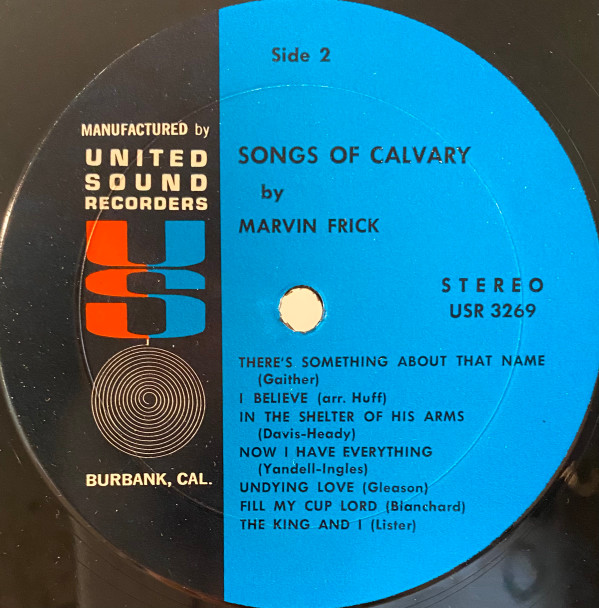 Side 2
MANUFACTURED by
UNITED
SOUND
RECORDERS
US
BURBANK, CAL.
SONGS OF CALVARY
by
MARVIN FRICK
STEREO
USR 3269
THERE'S SOMETHING ABOUT THAT NAME
(Gaither)
I BELIEVE (arr. Huff)
IN THE SHELTER OF HIS ARMS
(Davis-Heady)
NOW I HAVE EVERYTHING
(Yandell-Ingles)
UNDYING LOVE (Gleason)
FILL MY CUP LORD (Blanchard)
THE KING AND I (Lister)